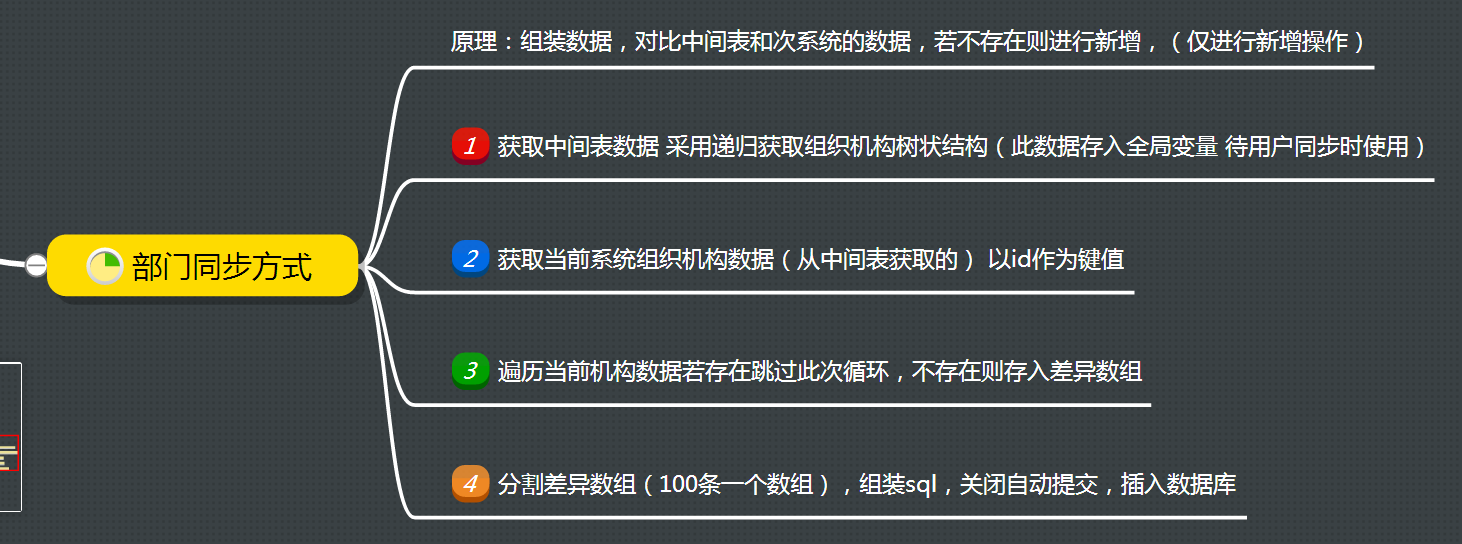 原理：组装数据，对比中间表和次系统的数据，若不存在则进行新增，（仅进行新增操作）
1 获取中间表数据 采用递归获取组织机构树状结构（此数据存入全局变量 待用户同步时使用）
部门同步方式
2 获取当前系统组织机构数据（从中间表获取的） 以id作为键值
3 遍历当前机构数据若存在跳过此次循环，不存在则存入差异数组
4 分割差异数组（100条一个数组），组装sql，关闭自动提交，插入数据库